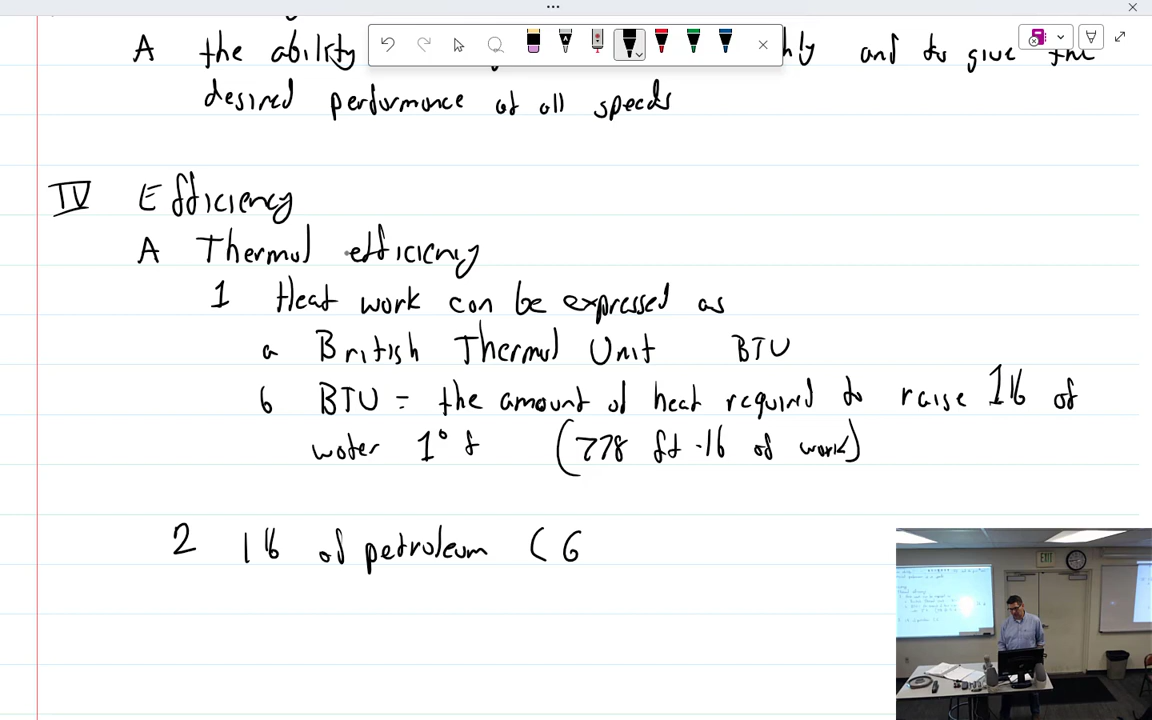 A the ability hly and to give the
desired performance at all speeds
IV Efficiency
A Thermal efficiency
1 Heat work can be expressed as
a British Thermal Unit BTU
b BTU = the amount of heat required to raise 1 lb of
water 1° f (778 ft-lb of work)
2 1 lb of petroleum ( G
EXIT